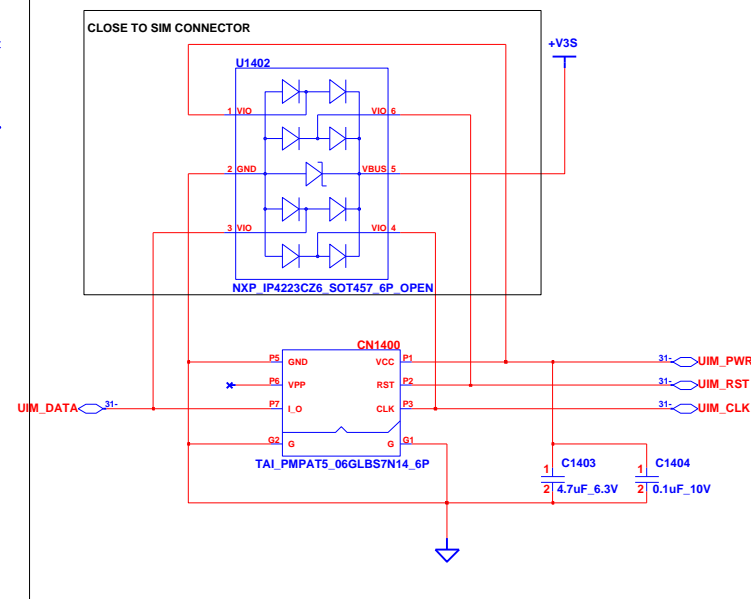 CLOSE TO SIM CONNECTOR
+V3S
U1402
1 VIO VIO 6
2 GND VBUS 5
3 VIO VIO 4
NXP_IP4223CZ6_SOT457_6P_OPEN
CN1400
P5 GND VCC P1 31- UIM_PWR
P6 VPP RST P2 31- UIM_RST
UIM_DATA 31- P7 I_O CLK P3 31- UIM_CLK
G2 G G G1
TAI_PMPAT5_06GLBS7N14_6P
1 C1403 1 C1404
2 4.7uF_6.3V 2 0.1uF_10V